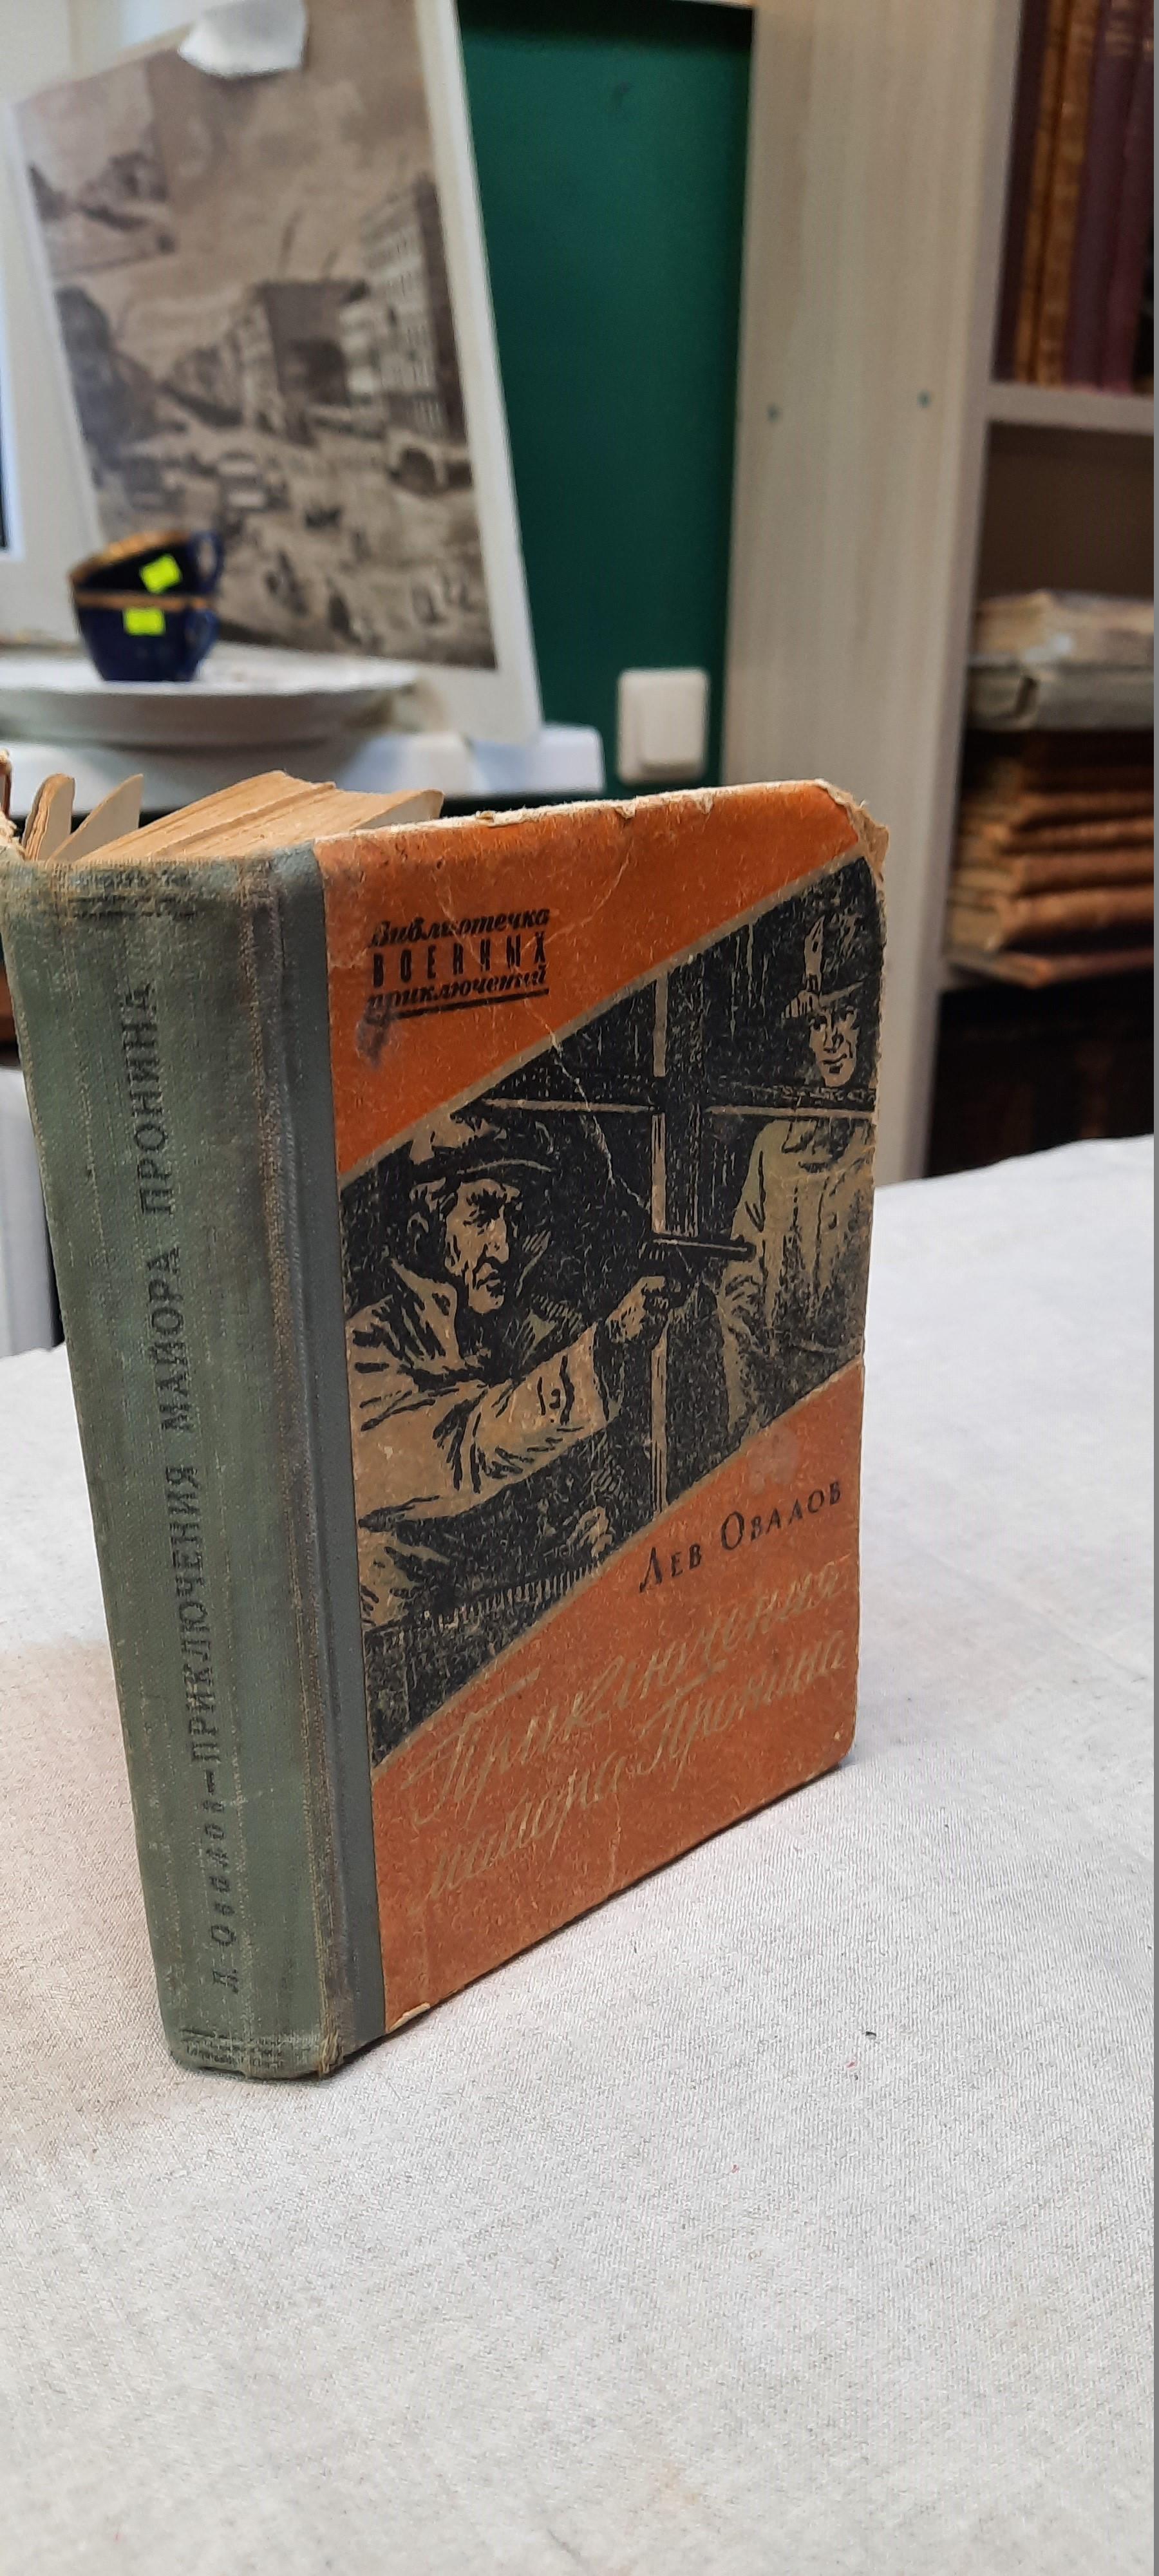 Библиотечка
ВОЕННЫХ
приключений
Лев Овалов
Приключения
майора Пронина
Л. Овалов — ПРИКЛЮЧЕНИЯ МАЙОРА ПРОНИНА